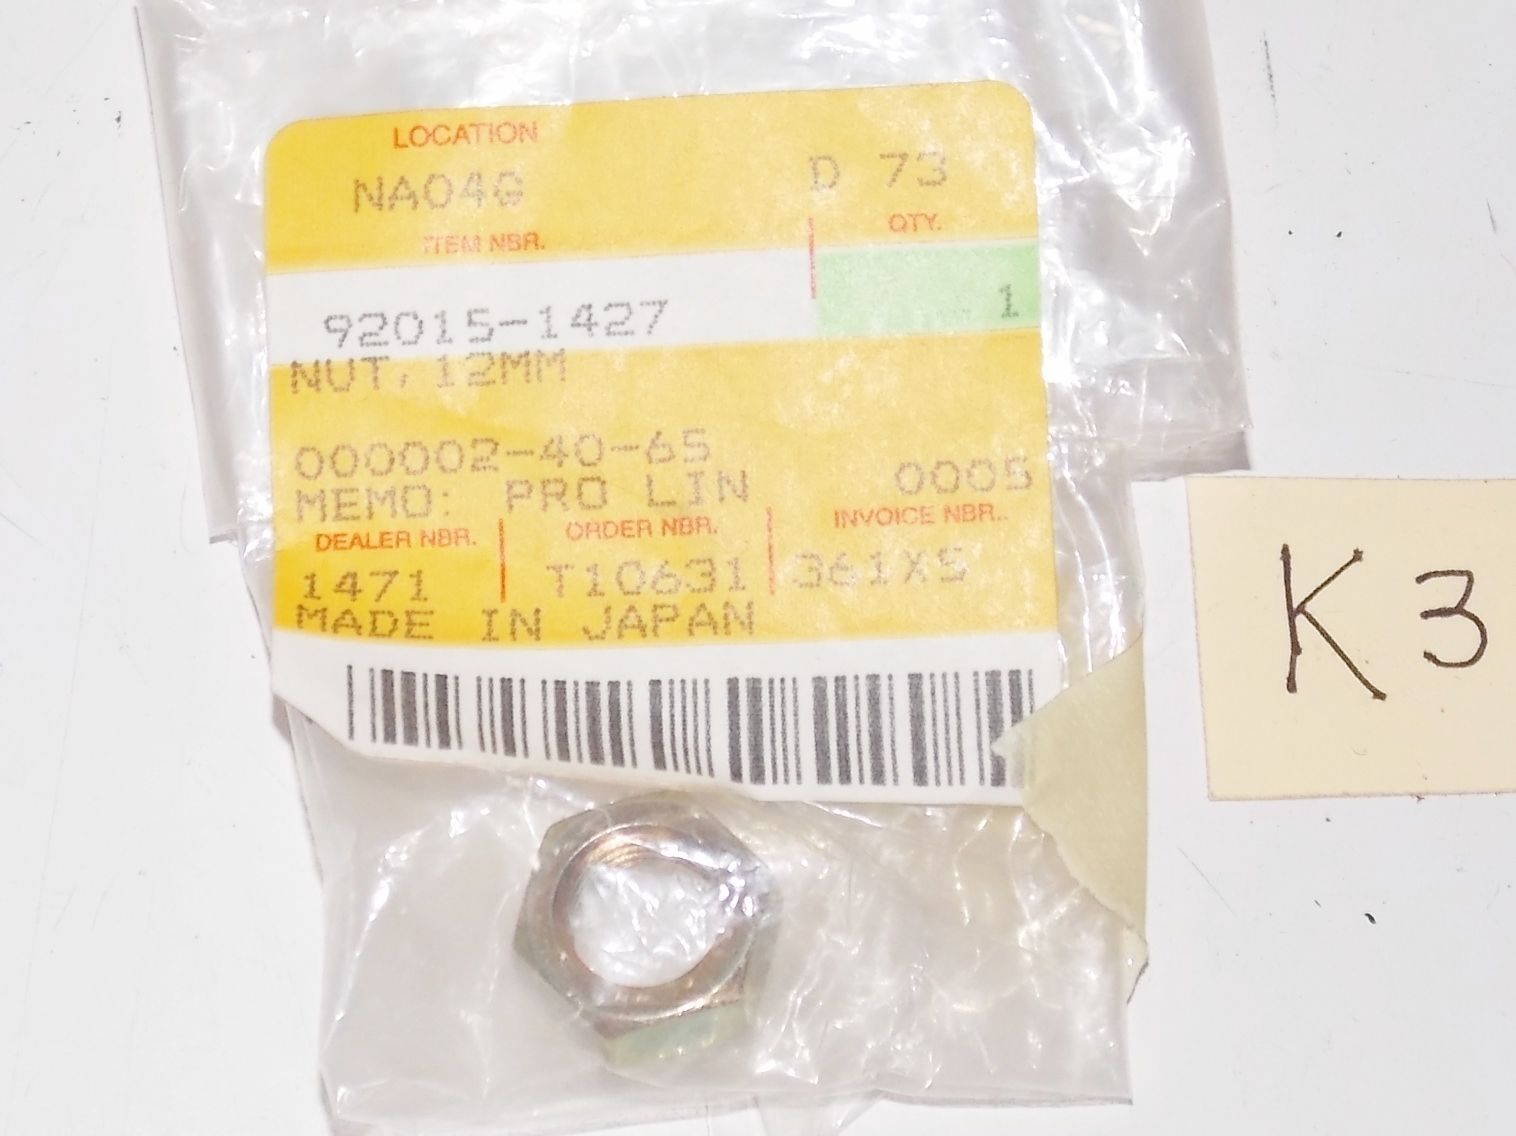 LOCATION
D 73
ITEM NBR. QTY.
92015-1427 1
NUT, 12MM
000002-40-65 0005
MEMO: PRO LIN
DEALER NBR. ORDER NBR. INVOICE NBR.
1471 T10631 361XS
MADE IN JAPAN
K3